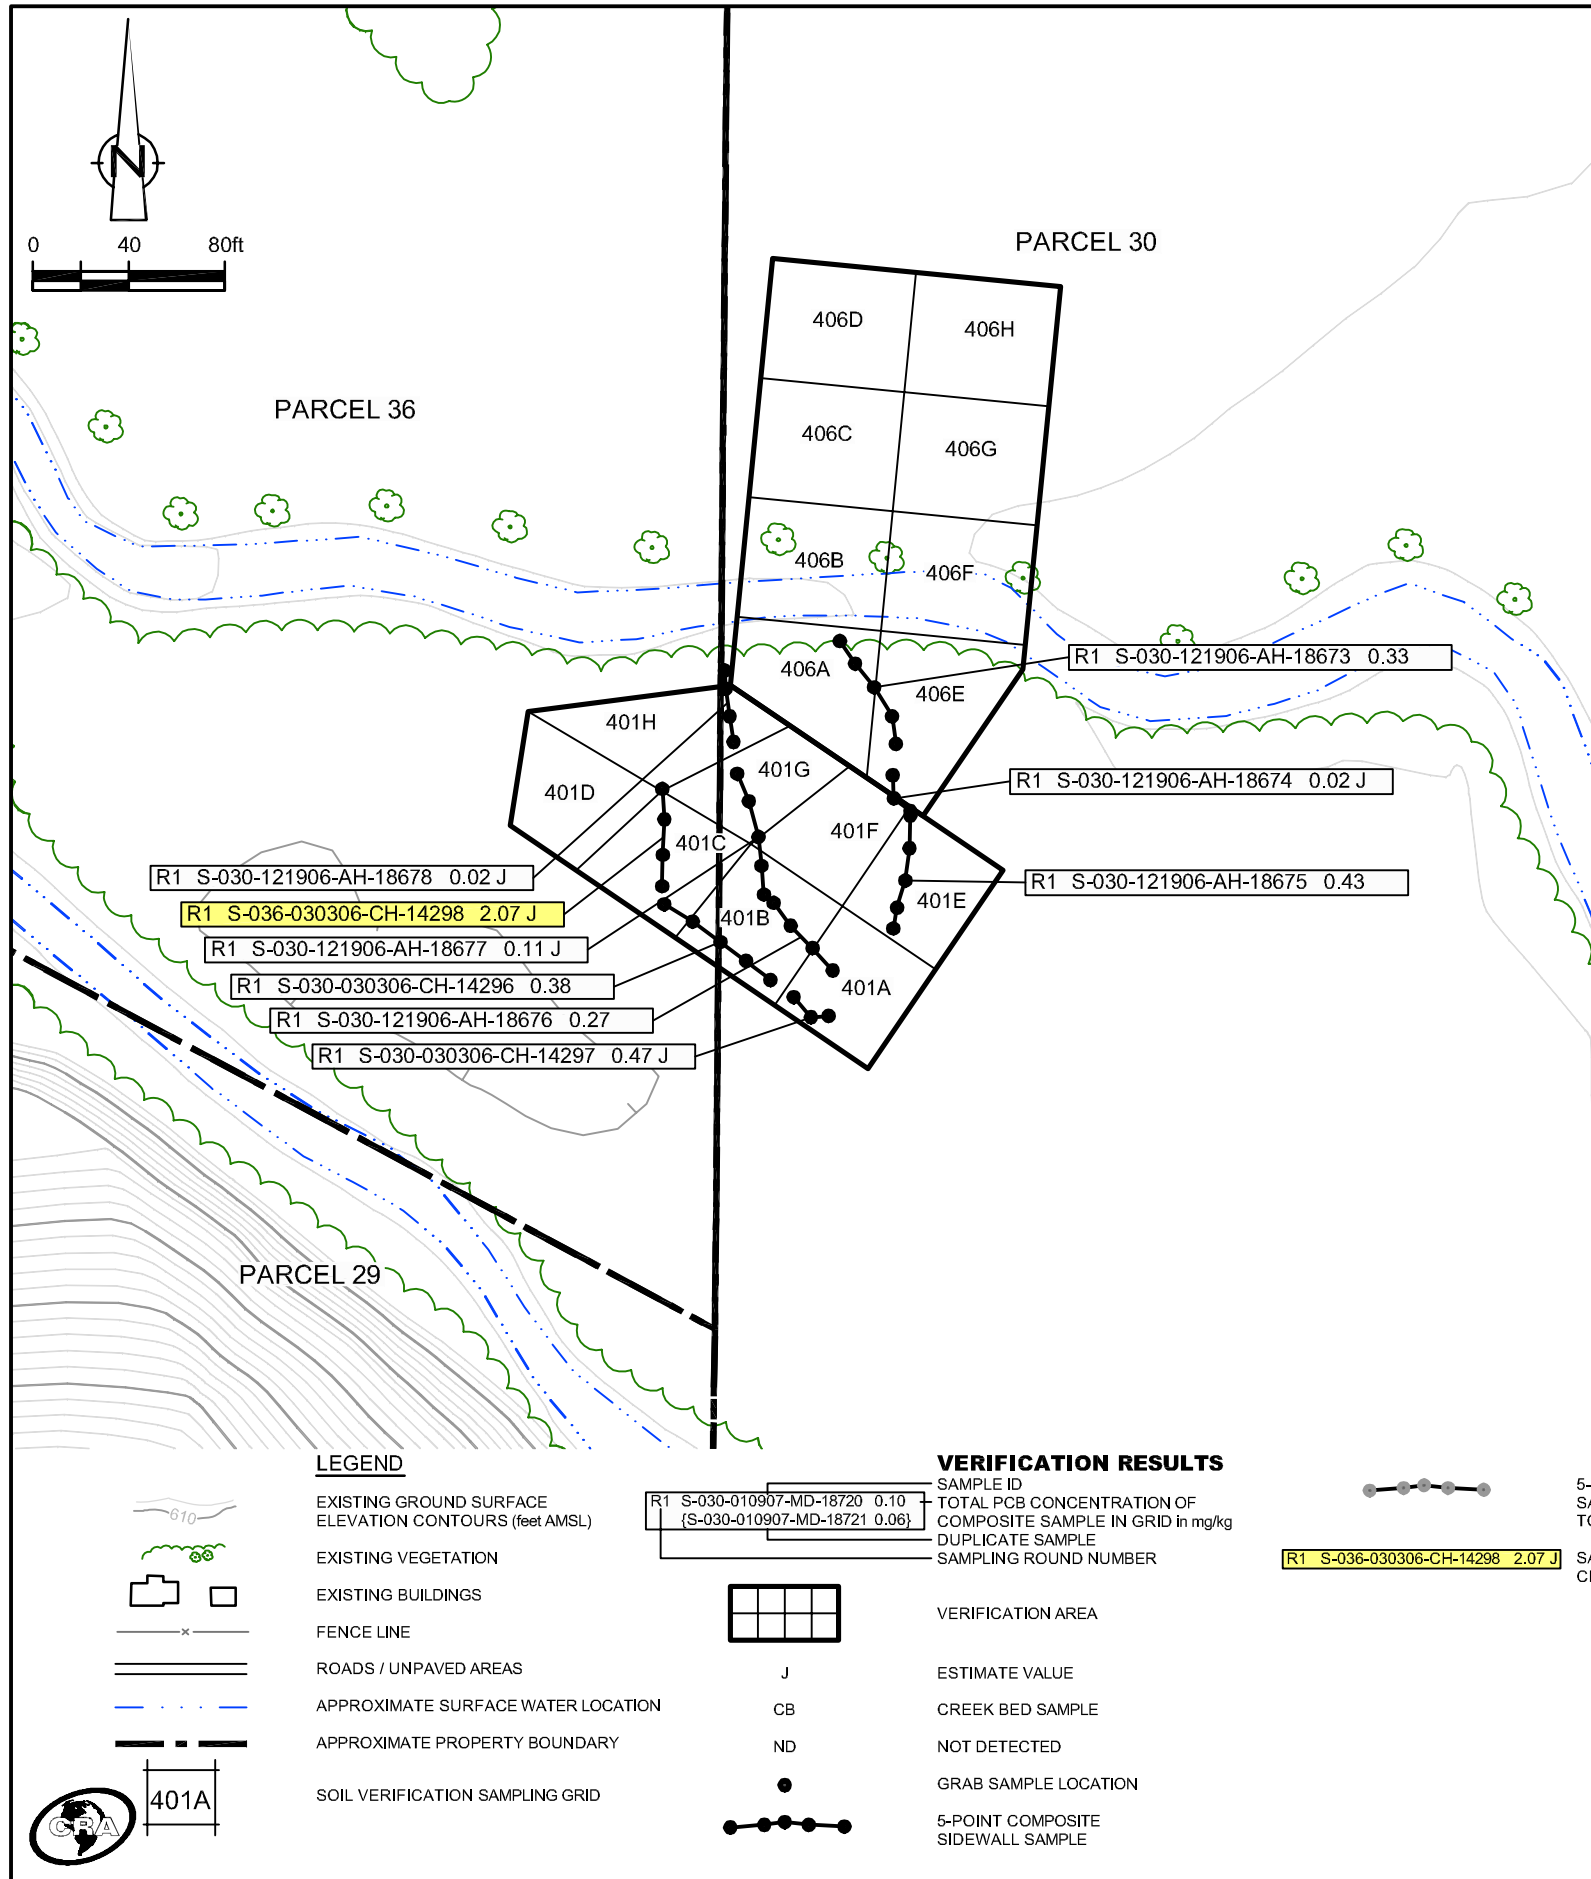 N
0 40 80ft
PARCEL 30
406D
406H
PARCEL 36
406C
406G
406B
406F
R1 S-030-121906-AH-18673 0.33
406A
406E
401H
401G
R1 S-030-121906-AH-18674 0.02 J
401D
401F
401C
R1 S-030-121906-AH-18678 0.02 J
R1 S-030-121906-AH-18675 0.43
401E
R1 S-036-030306-CH-14298 2.07 J
401B
R1 S-030-121906-AH-18677 0.11 J
R1 S-030-030306-CH-14296 0.38
401A
R1 S-030-121906-AH-18676 0.27
R1 S-030-030306-CH-14297 0.47 J
PARCEL 29
LEGEND
610
EXISTING GROUND SURFACE
ELEVATION CONTOURS (feet AMSL)
EXISTING VEGETATION
EXISTING BUILDINGS
x
FENCE LINE
ROADS / UNPAVED AREAS
APPROXIMATE SURFACE WATER LOCATION
APPROXIMATE PROPERTY BOUNDARY
401A
SOIL VERIFICATION SAMPLING GRID
CRA
VERIFICATION RESULTS
R1 S-030-010907-MD-18720 0.10
{S-030-010907-MD-18721 0.06}
SAMPLE ID
TOTAL PCB CONCENTRATION OF
COMPOSITE SAMPLE IN GRID in mg/kg
DUPLICATE SAMPLE
SAMPLING ROUND NUMBER
VERIFICATION AREA
J ESTIMATE VALUE
CB CREEK BED SAMPLE
ND NOT DETECTED
GRAB SAMPLE LOCATION
5-POINT COMPOSITE
SIDEWALL SAMPLE
5-
SA
TO
R1 S-036-030306-CH-14298 2.07 J
SA